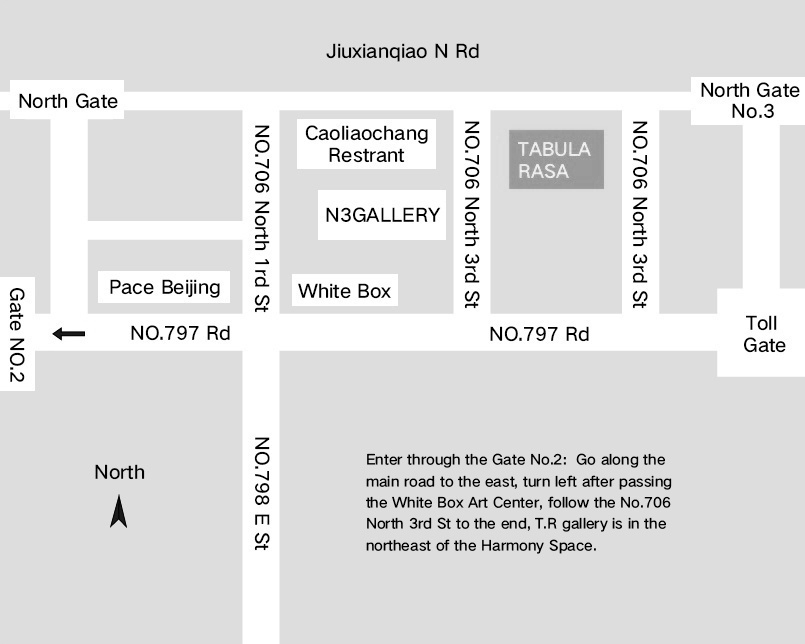 Jiuxianqiao N Rd
North Gate
North Gate
No.3
NO.706 North 1rd St
Caoliaochang
Restrant
N3GALLERY
White Box
NO.706 North 3rd St
TABULA
RASA
NO.706 North 3rd St
Pace Beijing
Gate NO.2
NO.797 Rd
NO.797 Rd
Toll
Gate
North
NO.798 E St
Enter through the Gate No.2: Go along the
main road to the east, turn left after passing
the White Box Art Center, follow the No.706
North 3rd St to the end, T.R gallery is in the
northeast of the Harmony Space.